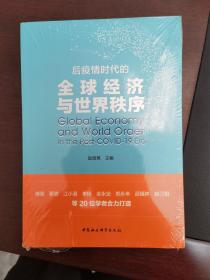 后疫情时代的
全球经济
与世界秩序
Global Economy
and World Order
in the Post COVID-19 Era
主编
等20位学者合力打造
中国社会科学出版社